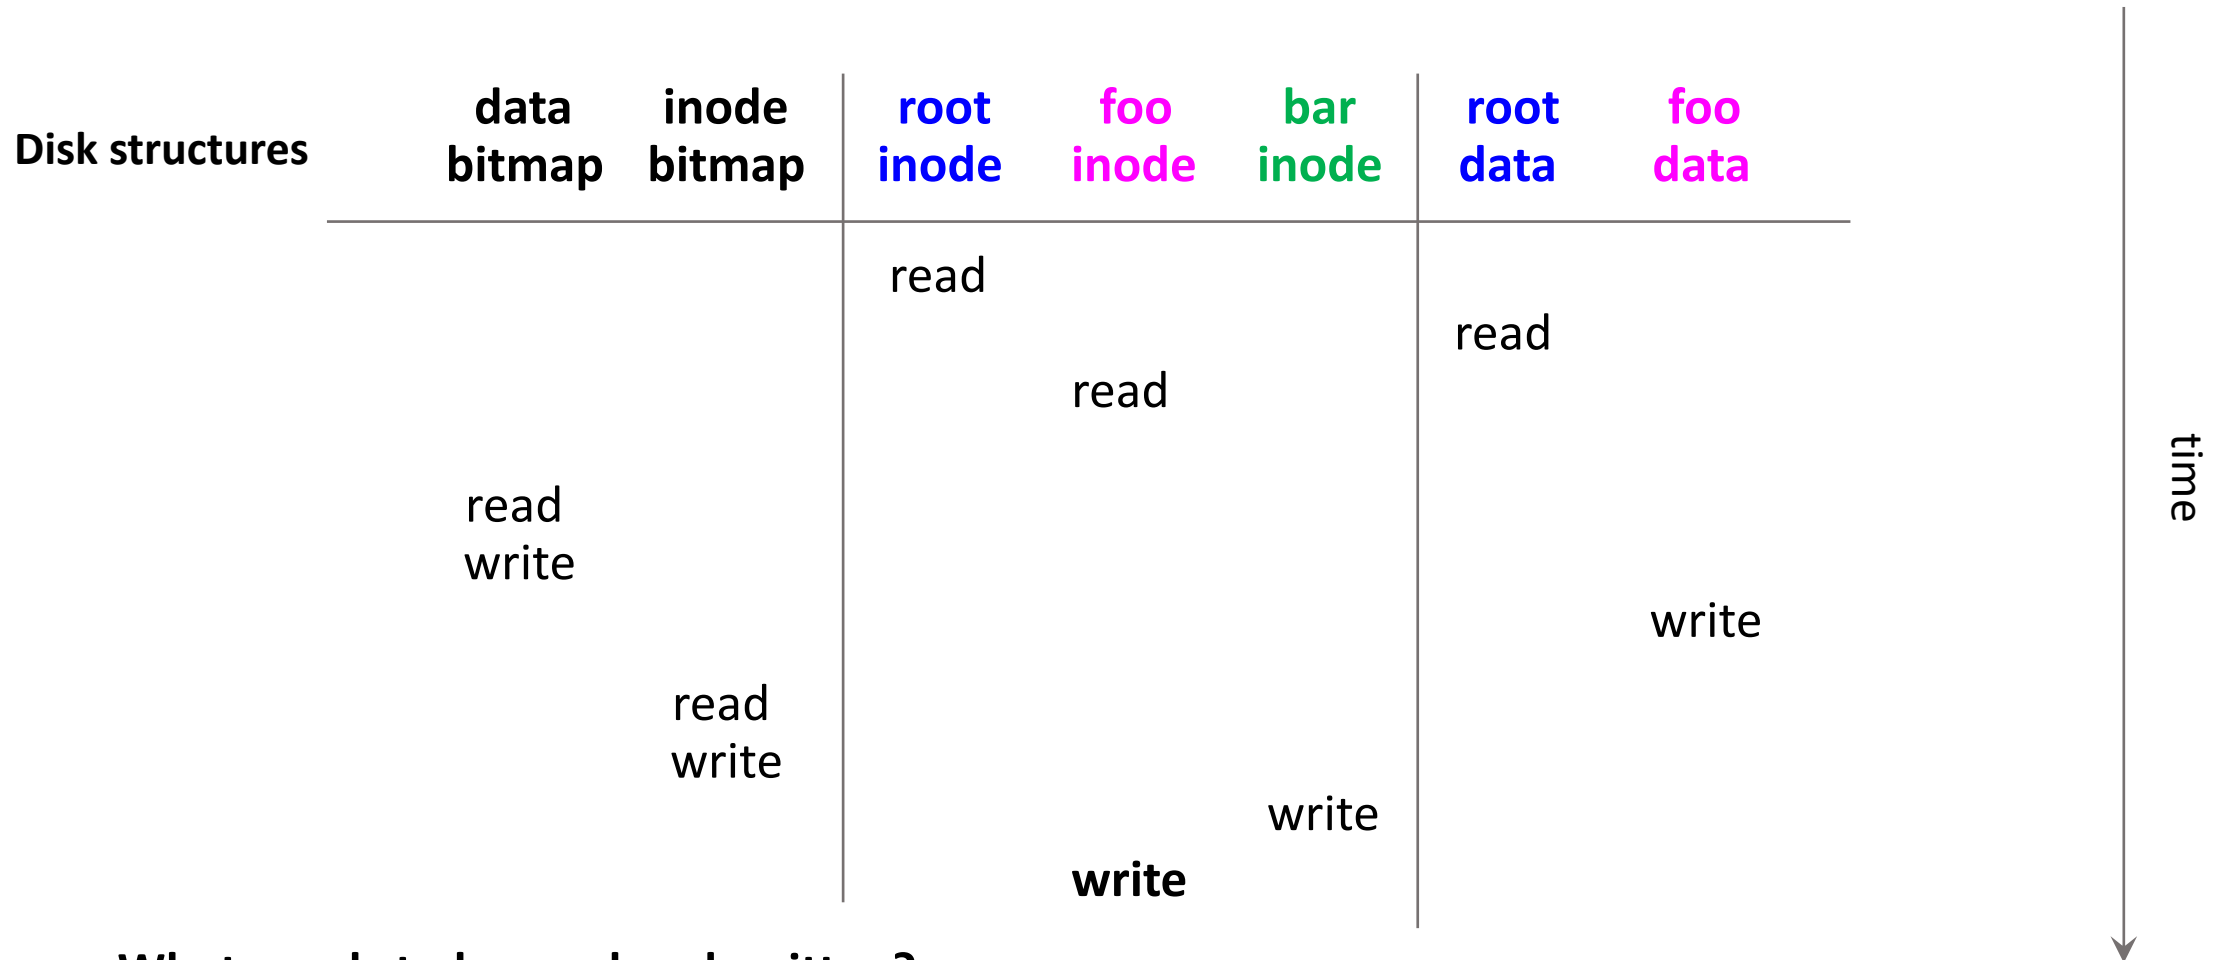 data inode root foo bar root foo
Disk structures
bitmap bitmap inode inode inode data data
read
read
read
time
read
write
write
read
write
write
write